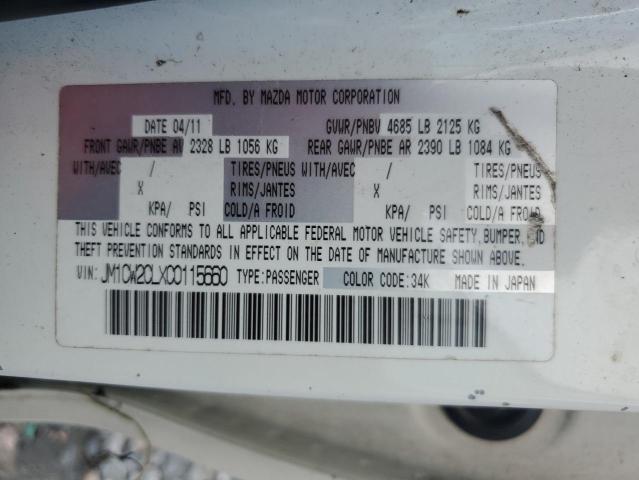 MFD. BY MAZDA MOTOR CORPORATION
DATE 04/11 GVWR/PNBV 4685 LB 2125 KG
FRONT GAWR/PNBE AV 2328 LB 1056 KG REAR GAWR/PNBE AR 2390 LB 1084 KG
WITH/AVEC / TIRES/PNEUS WITH/AVEC / TIRES/PNEUS
X RIMS/JANTES X RIMS/JANTES
KPA/ PSI COLD/A FROID KPA/ PSI COLD/A FROID
THIS VEHICLE CONFORMS TO ALL APPLICABLE FEDERAL MOTOR VEHICLE SAFETY, BUMPER, AND
THEFT PREVENTION STANDARDS IN EFFECT ON THE DATE OF MANUFACTURE SHOWN ABOVE.
VIN: JM1CW2CLXC0115660 TYPE:PASSENGER COLOR CODE:34K MADE IN JAPAN